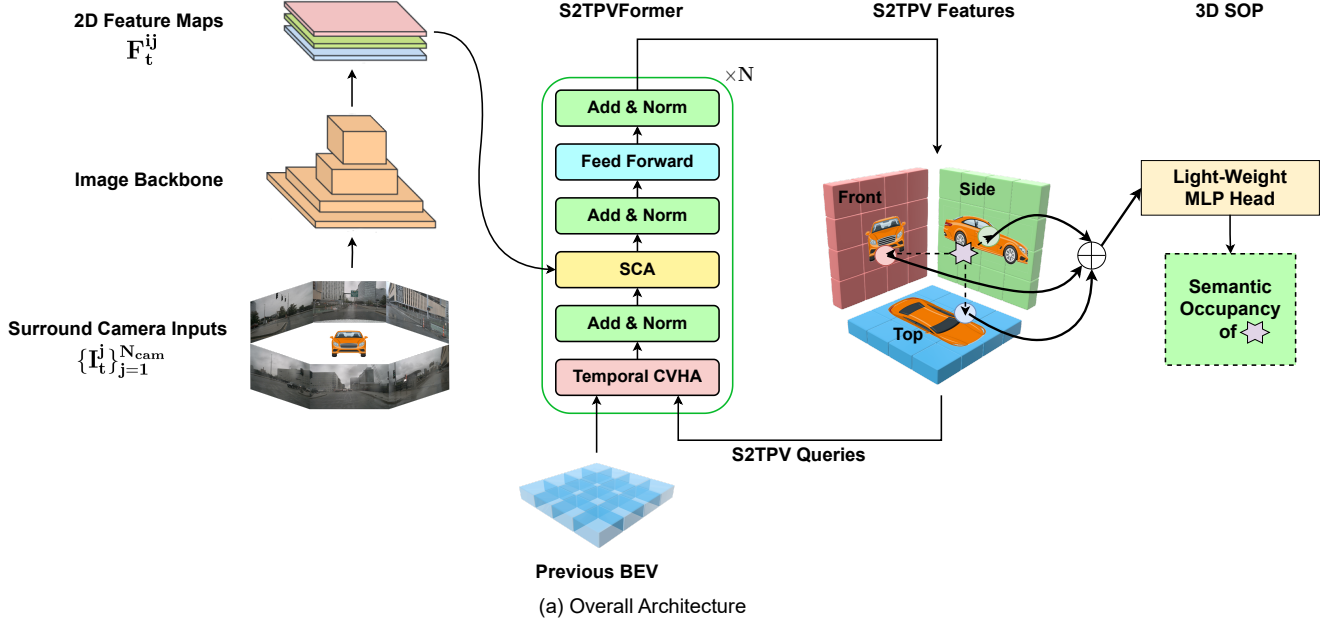 2D Feature Maps
F_t^{ij}
Image Backbone
Surround Camera Inputs
{I_t^j}_{j=1}^{N_{cam}}
S2TPVFormer
×N
Add & Norm
Feed Forward
Add & Norm
SCA
Add & Norm
Temporal CVHA
Previous BEV
S2TPV Features
Front
Side
Top
S2TPV Queries
3D SOP
Light-Weight
MLP Head
Semantic
Occupancy
of
(a) Overall Architecture